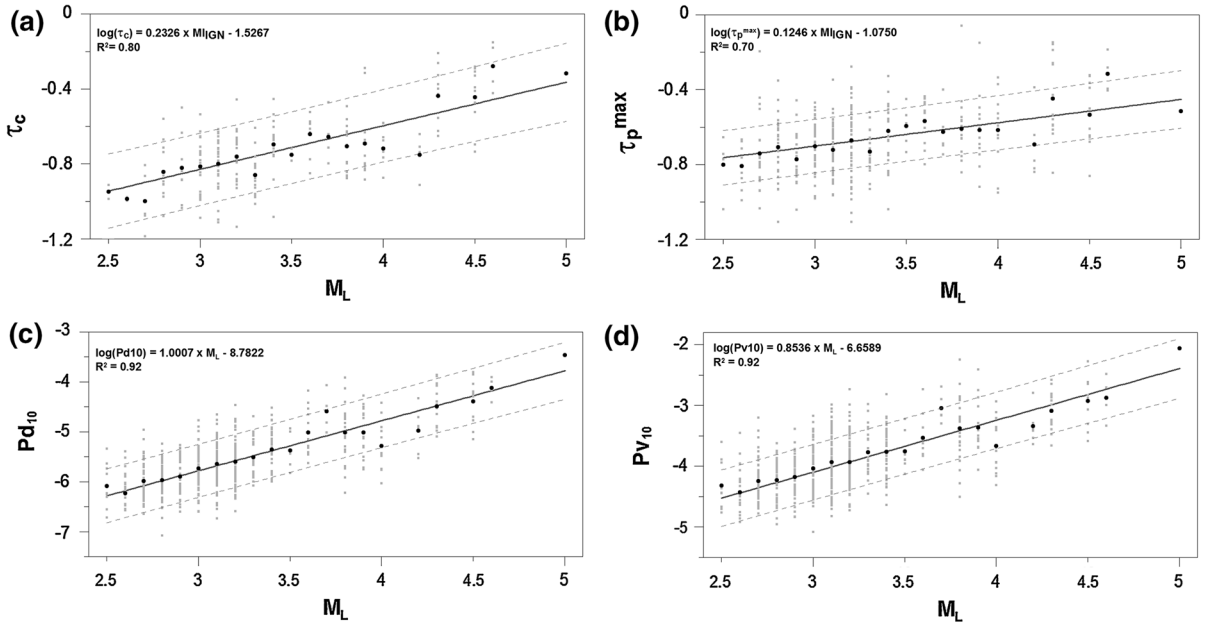 (a)
0
-0.4
-0.8
-1.2
τc
log(τc) = 0.2326 x MlIGN - 1.5267
R²= 0.80
2.5 3 3.5 4 4.5 5
ML
(b)
0
-0.4
-0.8
-1.2
τp max
log(τp max) = 0.1246 x MlIGN - 1.0750
R²= 0.70
2.5 3 3.5 4 4.5 5
ML
(c)
-3
-4
-5
-6
-7
Pd10
log(Pd10) = 1.0007 x ML - 8.7822
R² = 0.92
2.5 3 3.5 4 4.5 5
ML
(d)
-2
-3
-4
-5
Pv10
log(Pv10) = 0.8536 x ML - 6.6589
R² = 0.92
2.5 3 3.5 4 4.5 5
ML